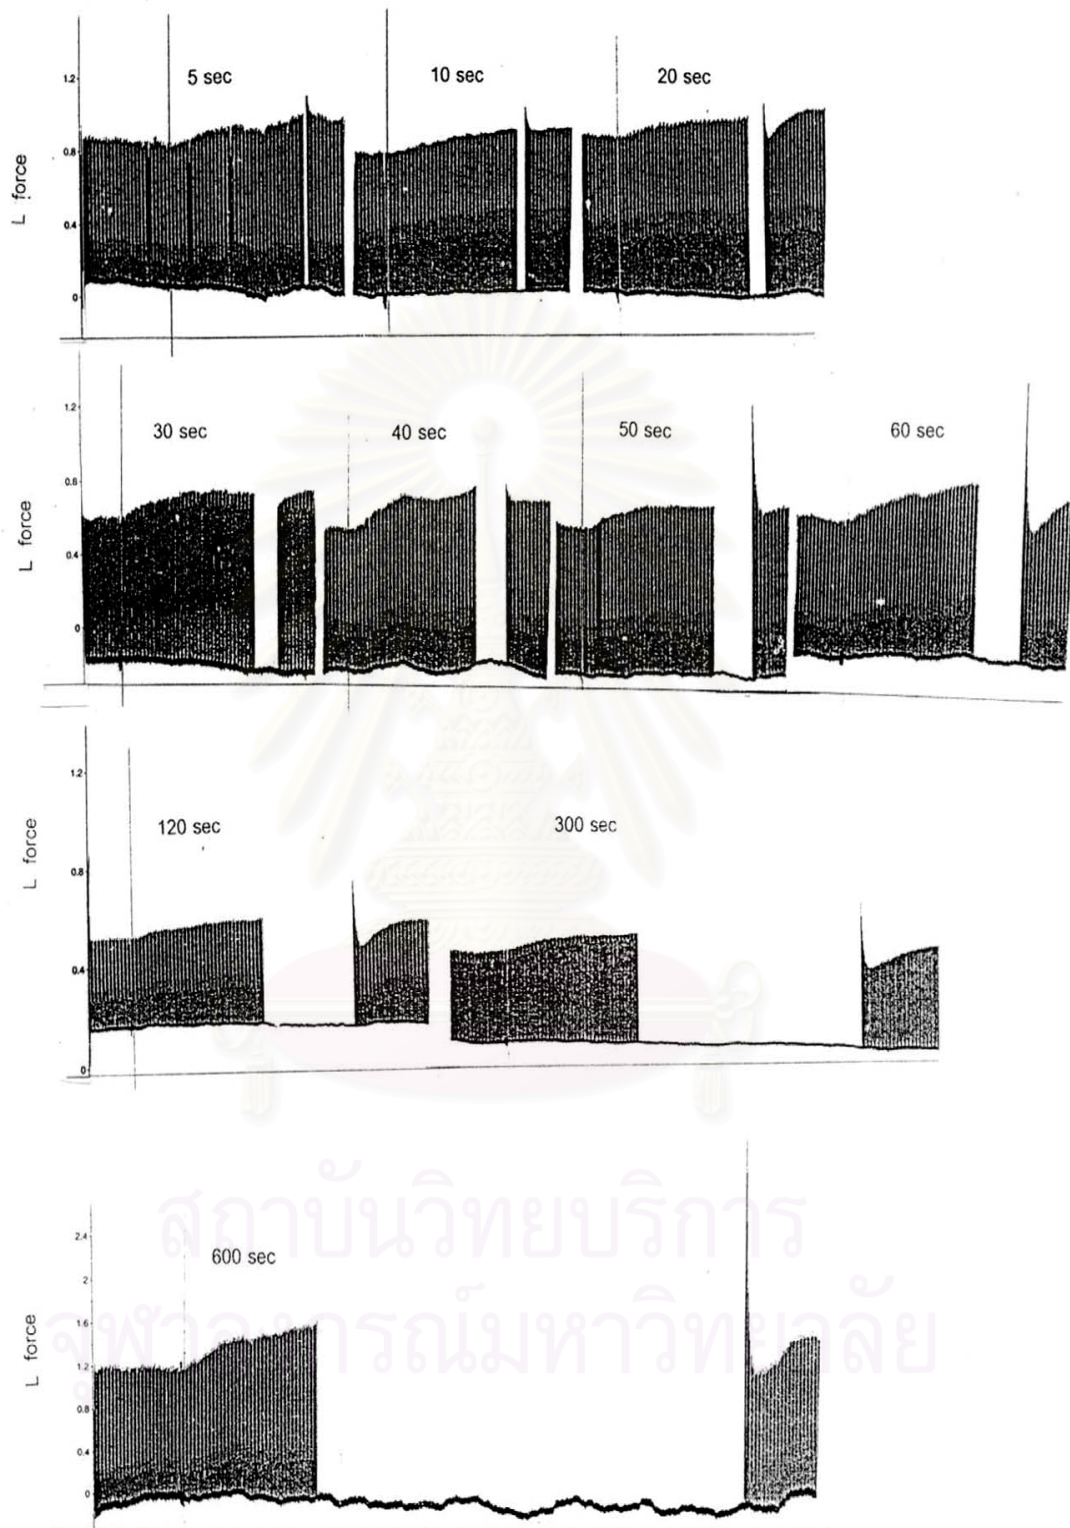 5 sec
10 sec
20 sec
1.2
0.8
0.4
0
L force
30 sec
40 sec
50 sec
60 sec
1.2
0.8
0.4
0
L force
120 sec
300 sec
1.2
0.8
0.4
0
L force
สถาบันวิทยบริการ
600 sec
2.4
2
1.6
1.2
0.8
0.4
0
L force
จุฬาลงกรณ์มหาวิทยาลัย